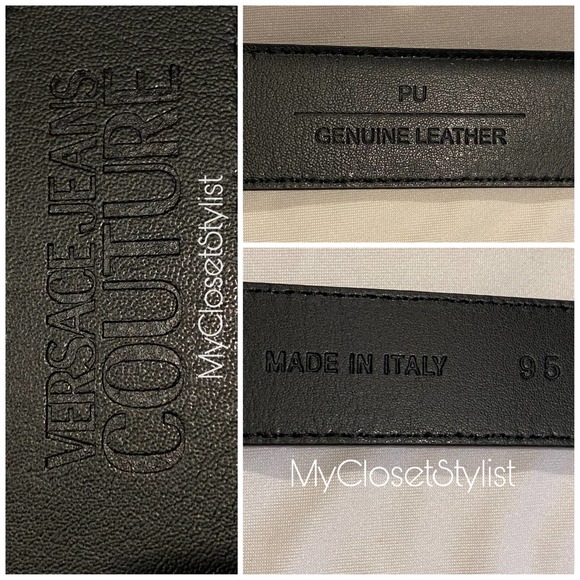 VERSACE JEANS
COUTURE
MyClosetStylist
PU
GENUINE LEATHER
MADE IN ITALY 95
MyClosetStylist